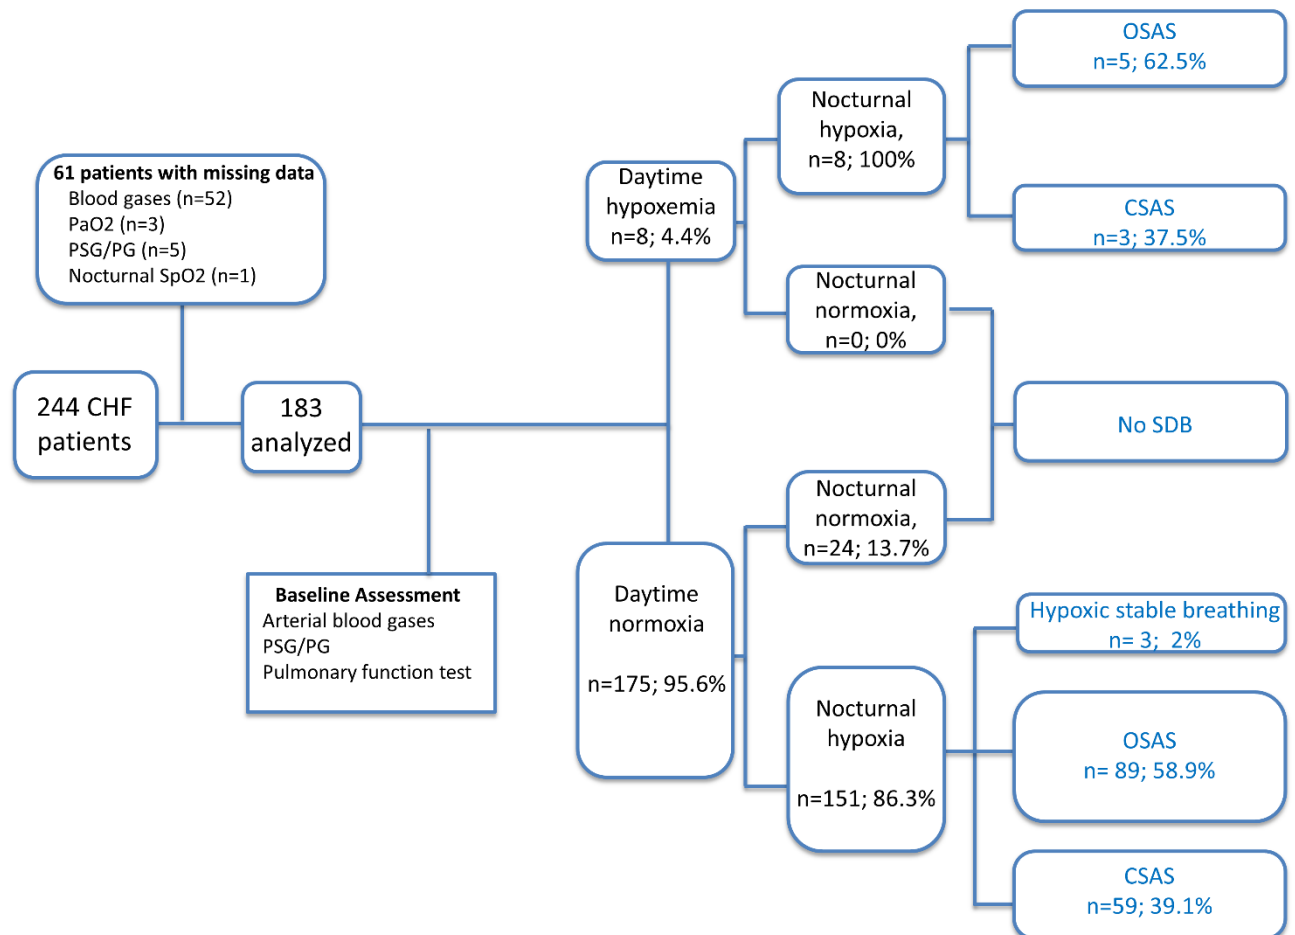 61 patients with missing data
Blood gases (n=52)
PaO2 (n=3)
PSG/PG (n=5)
Nocturnal SpO2 (n=1)
244 CHF
patients
183
analyzed
Baseline Assessment
Arterial blood gases
PSG/PG
Pulmonary function test
Daytime
hypoxemia
n=8; 4.4%
Daytime
normoxia
n=175; 95.6%
Nocturnal
hypoxia,
n=8; 100%
Nocturnal
normoxia,
n=0; 0%
Nocturnal
normoxia,
n=24; 13.7%
Nocturnal
hypoxia
n=151; 86.3%
OSAS
n=5; 62.5%
CSAS
n=3; 37.5%
No SDB
Hypoxic stable breathing
n= 3;  2%
OSAS
n= 89; 58.9%
CSAS
n=59; 39.1%